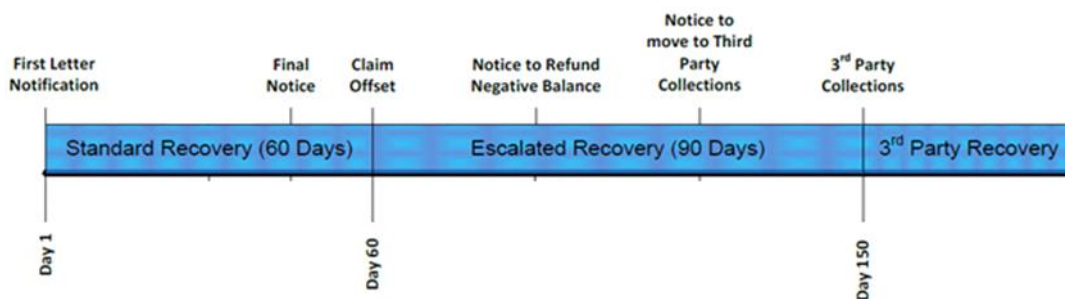 First Letter
Notification
Final
Notice
Claim
Offset
Notice to Refund
Negative Balance
Notice to
move to Third
Party
Collections
3rd Party
Collections
Standard Recovery (60 Days)
Escalated Recovery (90 Days)
3rd Party Recovery
Day 1
Day 60
Day 150